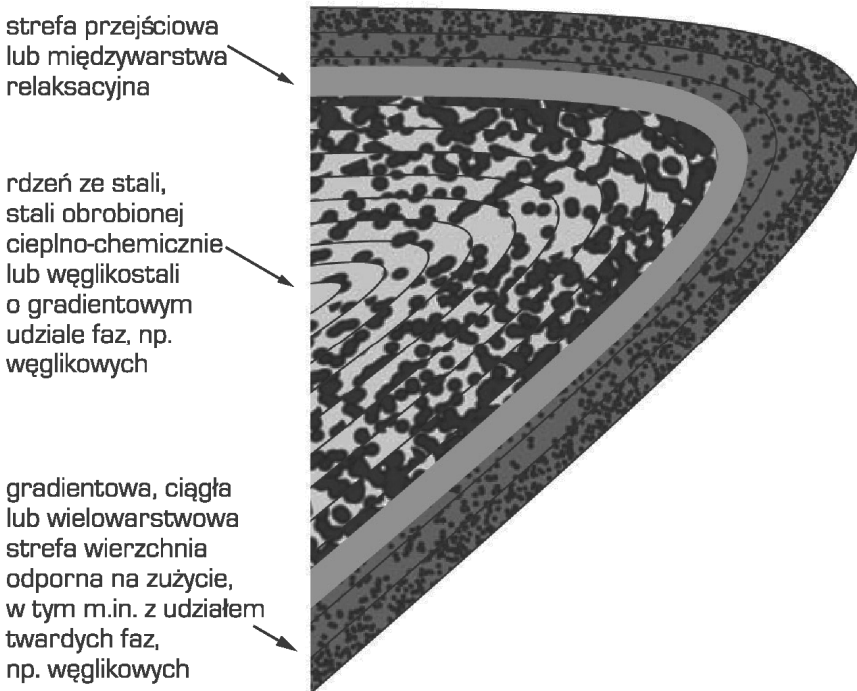 strefa przejściowa
lub międzywarstwa
relaksacyjna
rdzeń ze stali,
stali obrobionej
cieplno-chemicznie
lub węglikostali
o gradientowym
udziale faz, np.
węglikowych
gradientowa, ciągła
lub wielowarstwowa
strefa wierzchnia
odporna na zużycie,
w tym m.in. z udziałem
twardych faz,
np. węglikowych